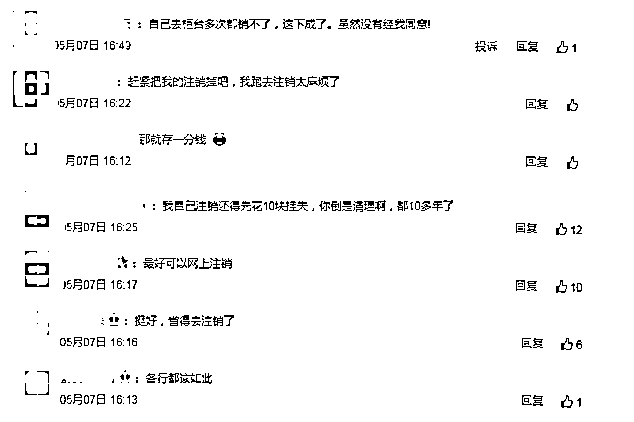 ：自己去柜台多次都销不了，这下成了。虽然没有经我同意!
05月07日 16:49 投诉 回复 1
：赶紧把我的注销掉吧，我跑去注销太麻烦了
05月07日 16:22 回复
那就存一分钱
月07日 16:12 回复
：我自己注销还得先花10块挂失，你倒是清理啊，都10多年了
05月07日 16:25 回复 12
：最好可以网上注销
05月07日 16:17 回复 10
：挺好，省得去注销了
05月07日 16:16 回复 6
：各行都该如此
05月07日 16:13 回复 1